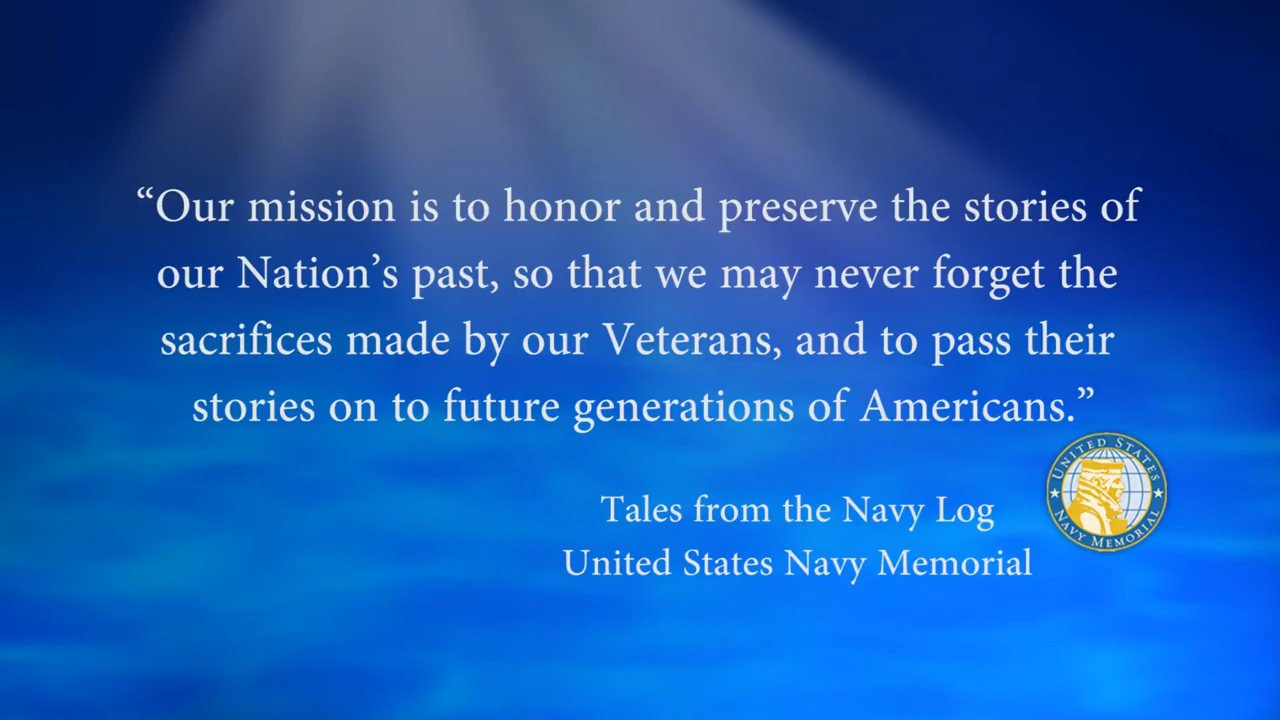 “Our mission is to honor and preserve the stories of
our Nation’s past, so that we may never forget the
sacrifices made by our Veterans, and to pass their
stories on to future generations of Americans.”
Tales from the Navy Log
United States Navy Memorial
UNITED STATES
NAVY MEMORIAL